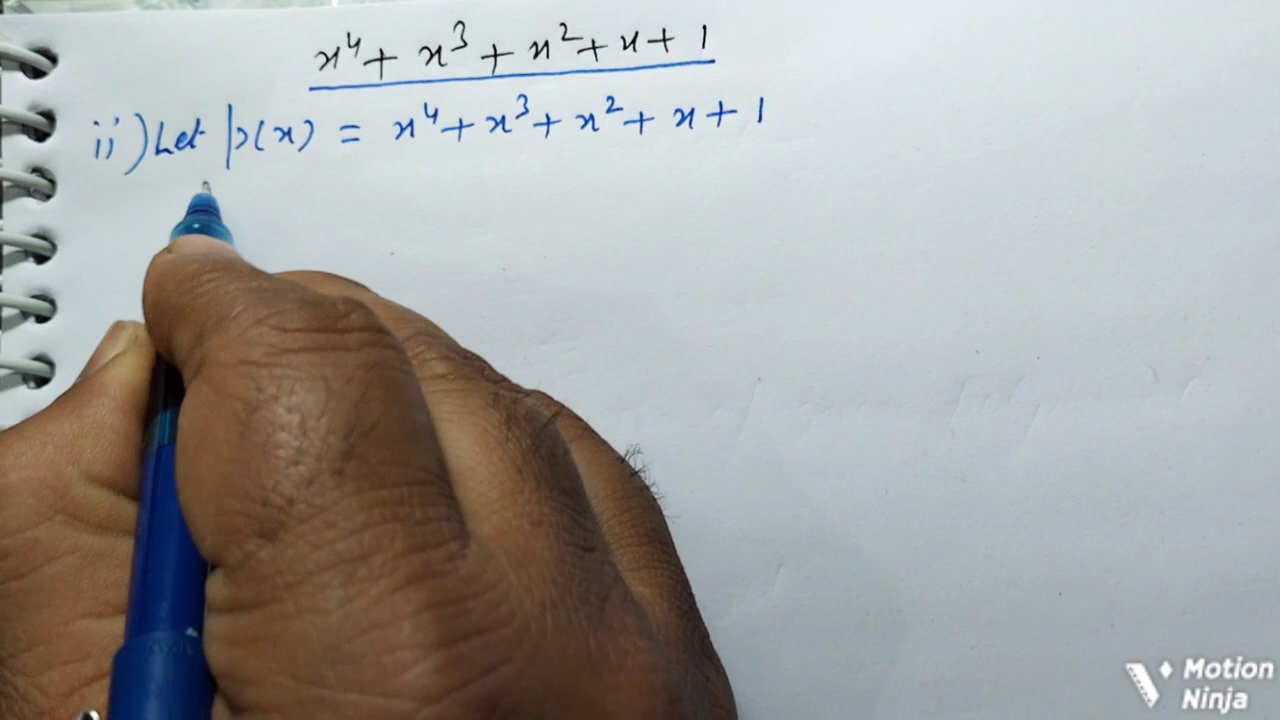 x⁴ + x³ + x² + x + 1
ii) Let p(x) = x⁴ + x³ + x² + x + 1
Motion
Ninja